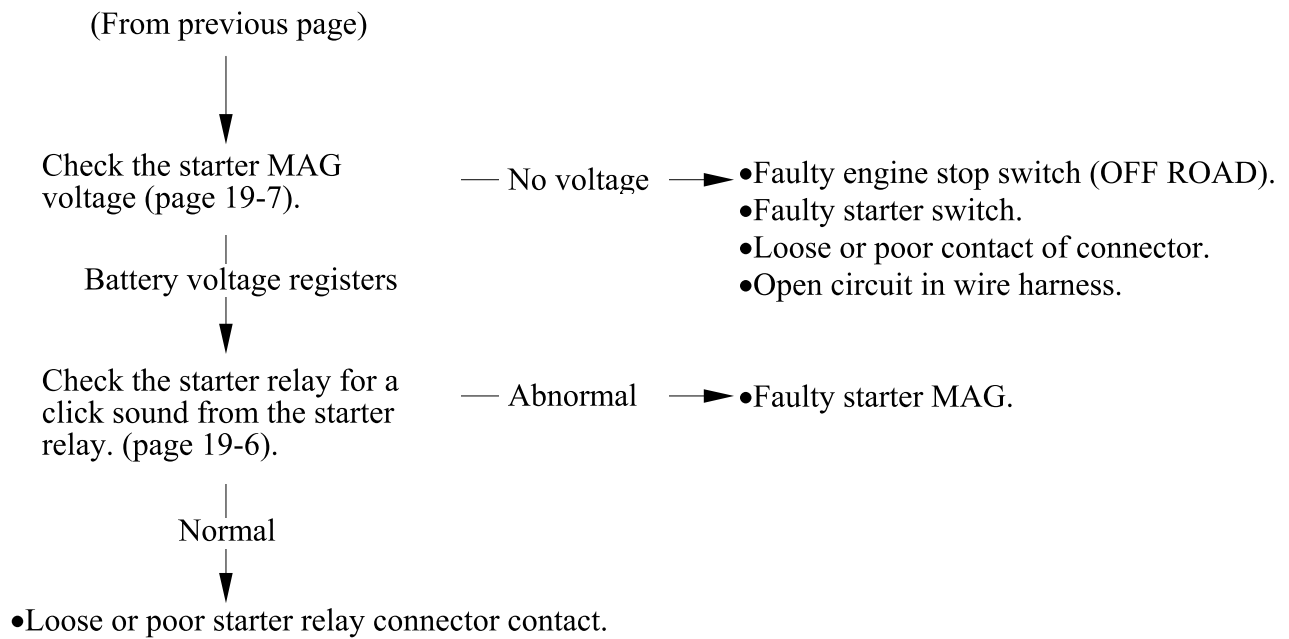 (From previous page)
Check the starter MAG
voltage (page 19-7).
No voltage
•Faulty engine stop switch (OFF ROAD).
•Faulty starter switch.
•Loose or poor contact of connector.
•Open circuit in wire harness.
Battery voltage registers
Check the starter relay for a
click sound from the starter
relay. (page 19-6).
Abnormal
•Faulty starter MAG.
Normal
•Loose or poor starter relay connector contact.